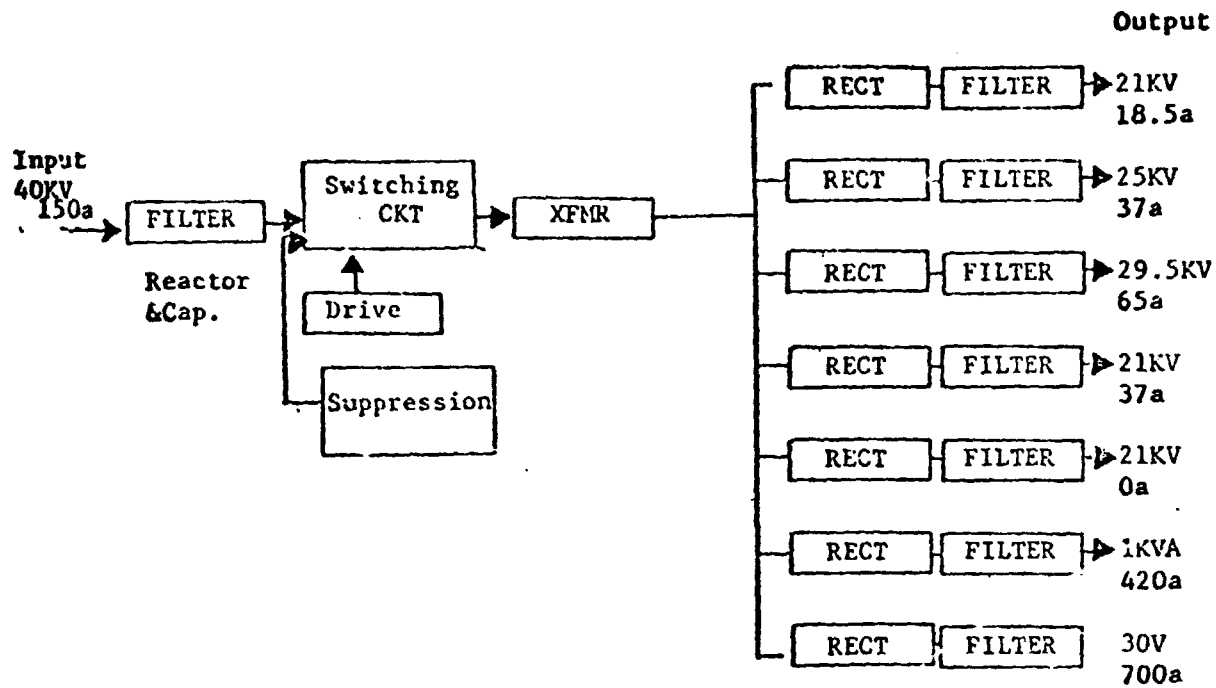 Output
RECT FILTER 21KV
18.5a
Input
40KV
150a
FILTER
Switching
CKT
XFMR
RECT FILTER 25KV
37a
Reactor
&Cap.
Drive
RECT FILTER 29.5KV
65a
Suppression
RECT FILTER 21KV
37a
RECT FILTER 21KV
0a
RECT FILTER 1KVA
420a
RECT FILTER 30V
700a